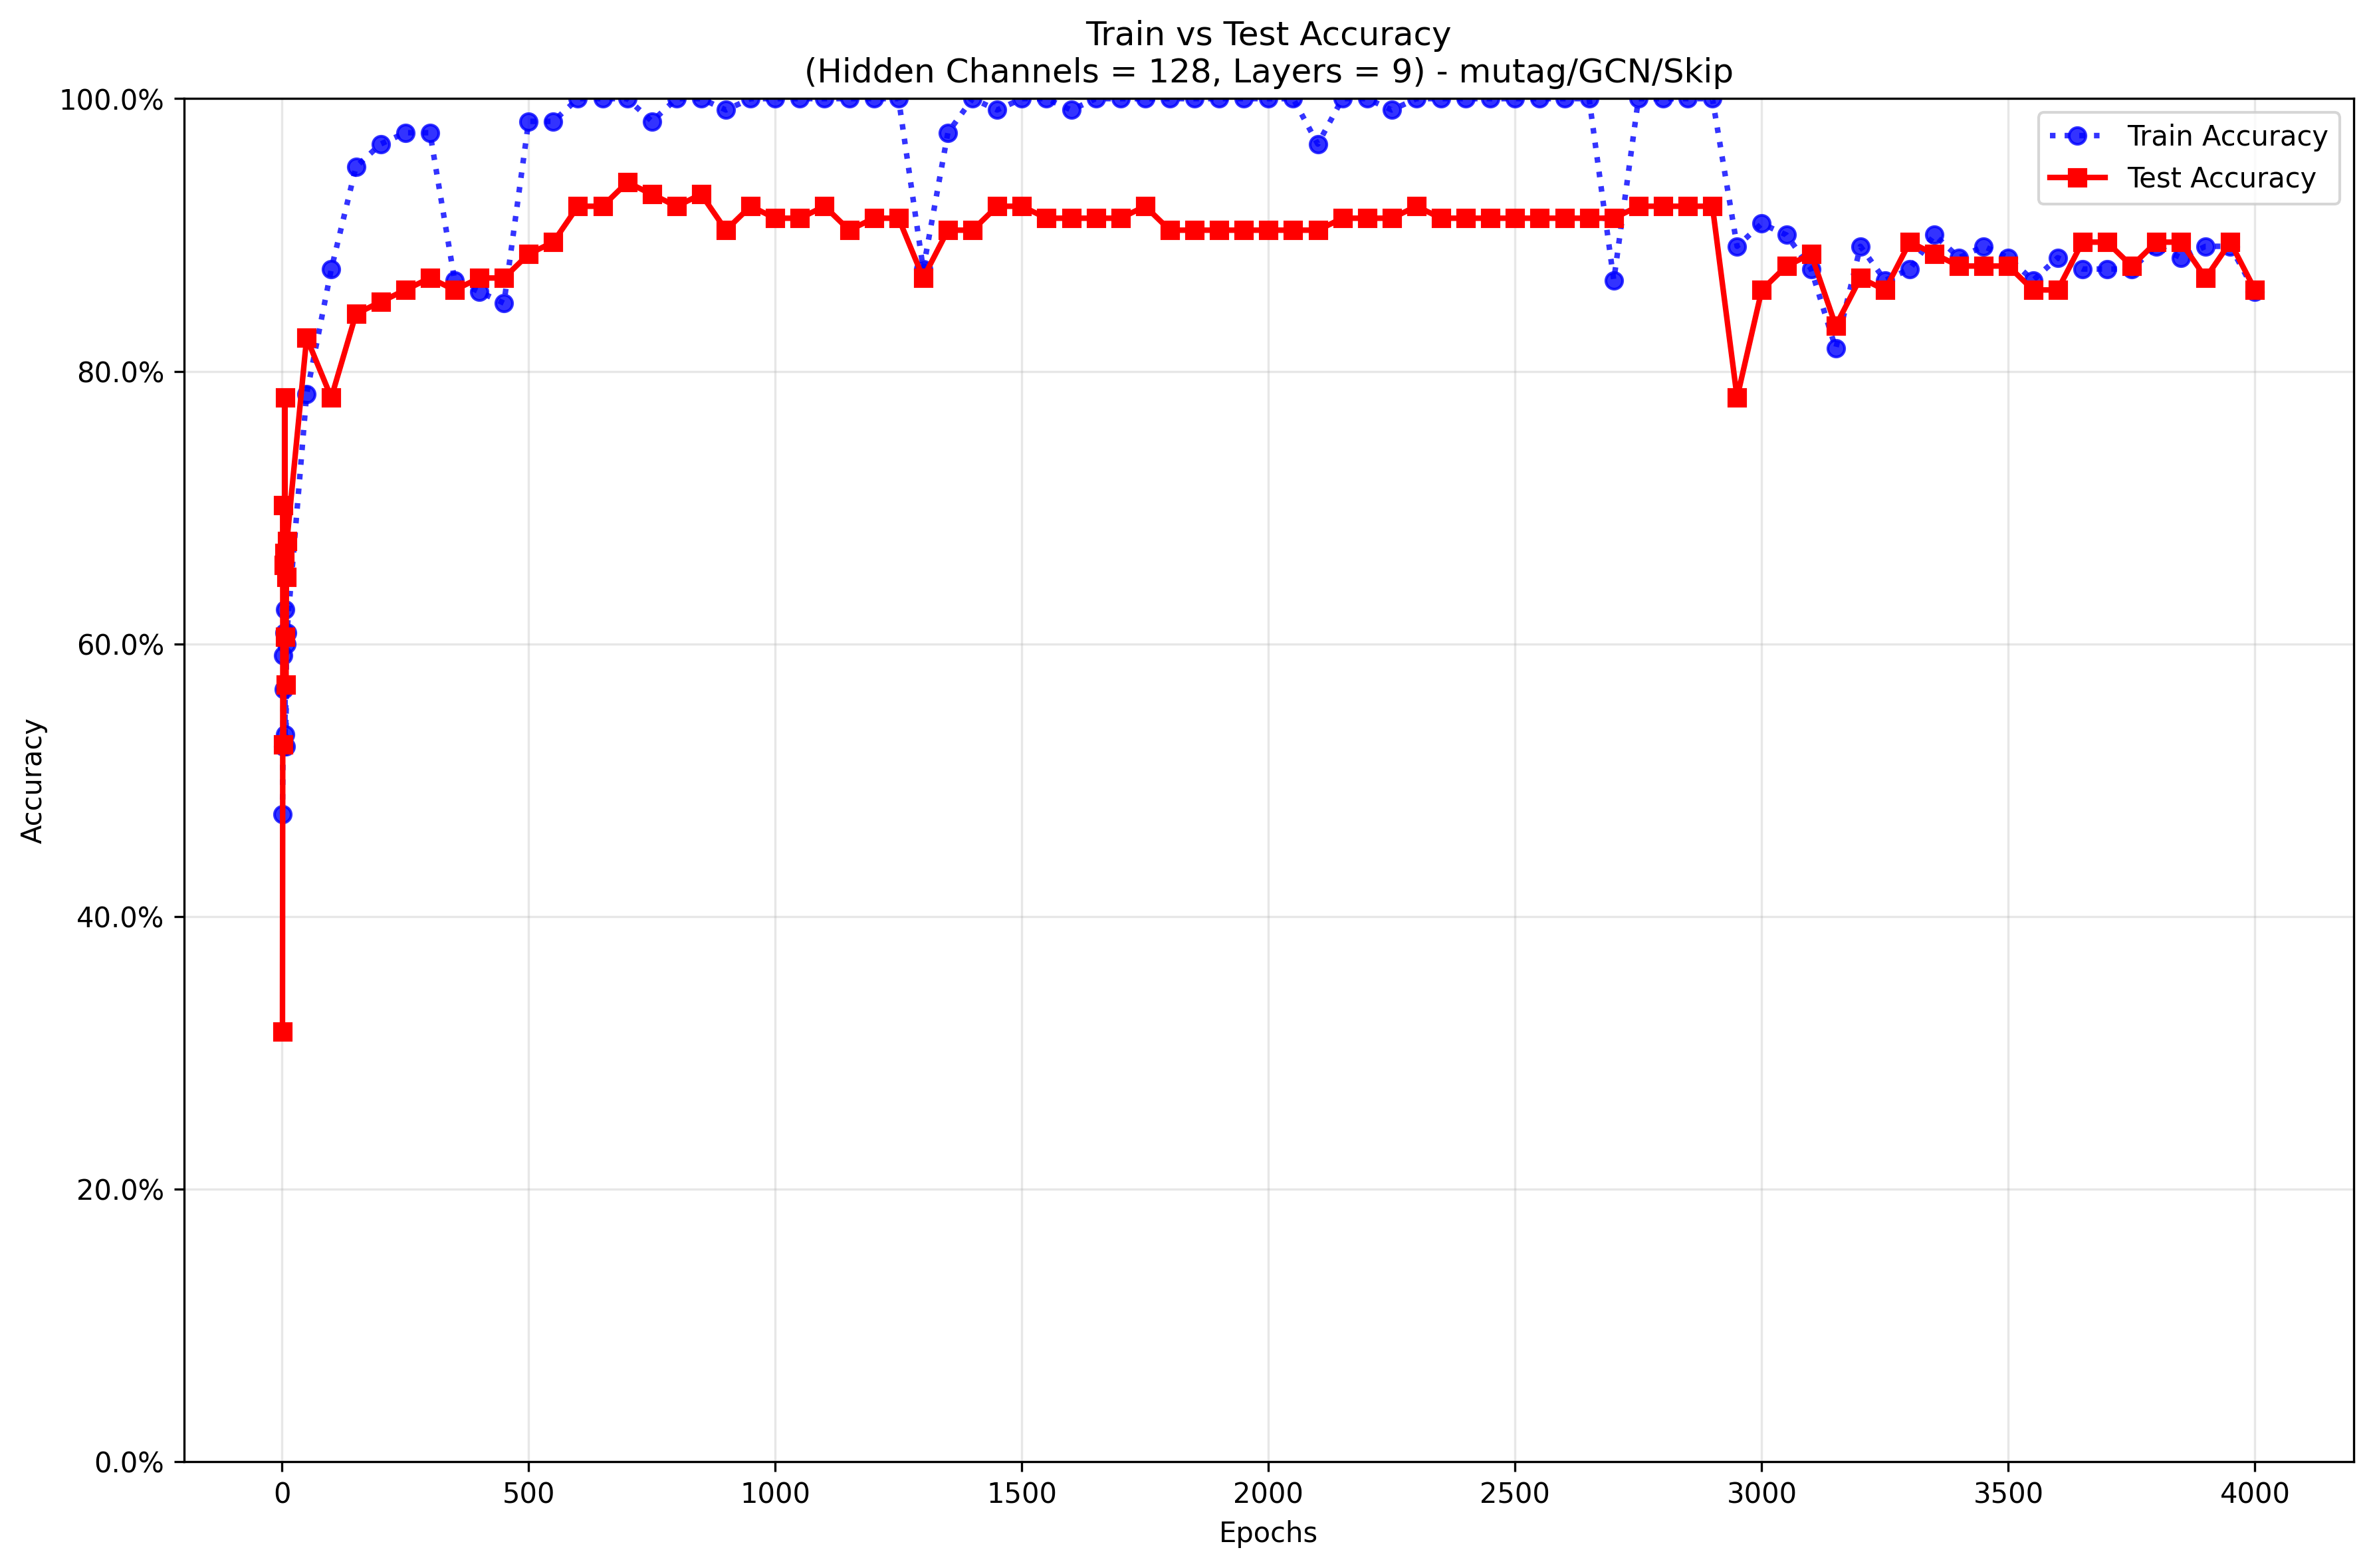 Train vs Test Accuracy
(Hidden Channels = 128, Layers = 9) - mutag/GCN/Skip
100.0%
80.0%
60.0%
40.0%
20.0%
0.0%
Accuracy
Train Accuracy
Test Accuracy
0 500 1000 1500 2000 2500 3000 3500 4000
Epochs